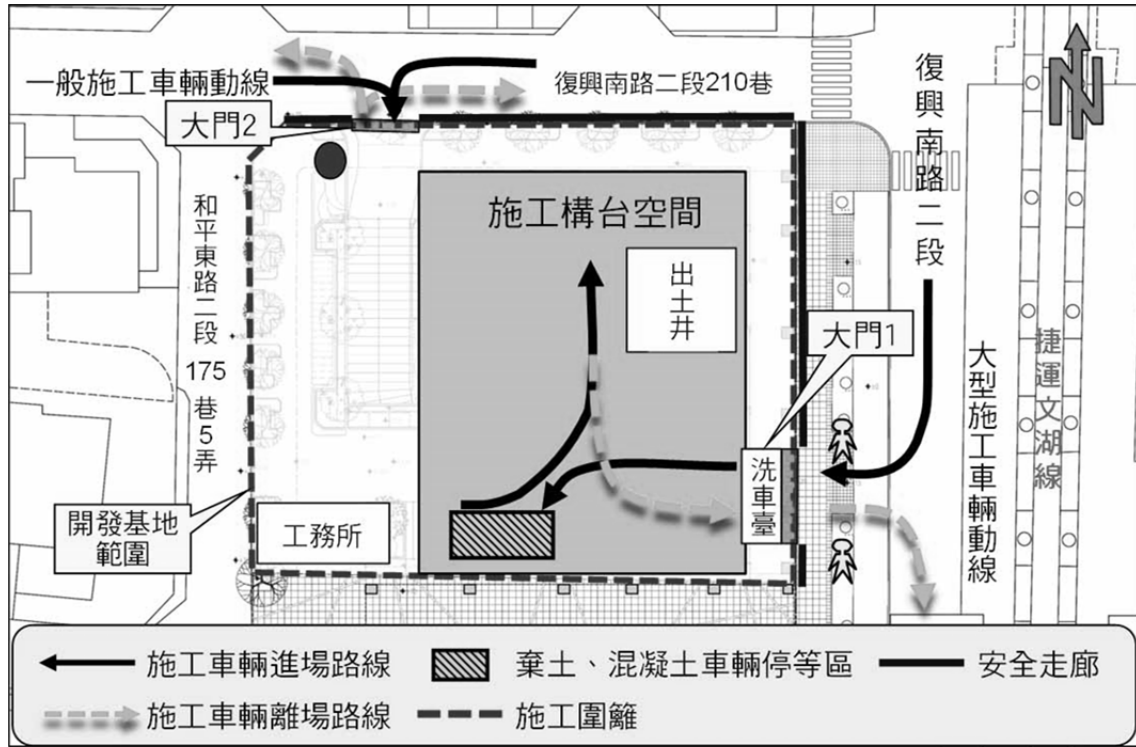 一般施工車輛動線
復興南路二段210巷
大門2
復興南路二段
N
施工構台空間
出土井
和平東路二段
175
巷5弄
大門1
大型施工車輛動線
捷運文湖線
洗車臺
開發基地
範圍
工務所
施工車輛進場路線
棄土、混凝土車輛停等區
安全走廊
施工車輛離場路線
施工圍籬